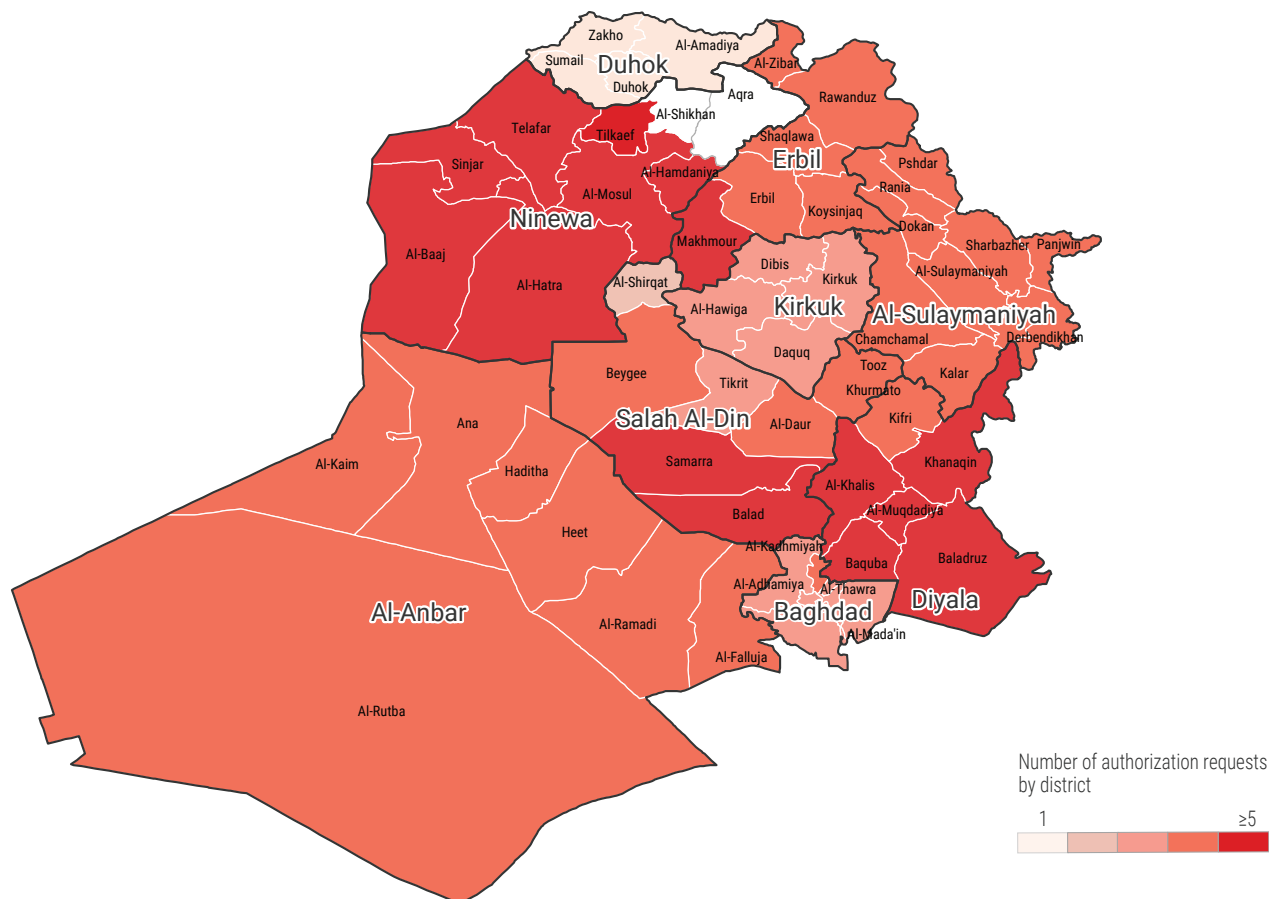 Zakho
Al-Amadiya
Sumail
Duhok
Al-Zibar
Duhok
Aqra
Rawanduz
Al-Shikhan
Telafar
Tilkaef
Shaqlawa
Erbil
Pshdar
Sinjar
Al-Hamdaniya
Rania
Al-Mosul
Erbil
Koysinjaq
Ninewa
Dokan
Makhmour
Sharbazher
Panjwin
Al-Baaj
Dibis
Al-Sulaymaniyah
Al-Hatra
Al-Shirqat
Kirkuk
Al-Hawiga
Kirkuk
Al-Sulaymaniyah
Chamchamal
Derbendikhan
Daquq
Tooz
Khurmato
Beygee
Kalar
Tikrit
Salah Al-Din
Kifri
Ana
Al-Daur
Al-Kaim
Haditha
Samarra
Khanaqin
Al-Khalis
Al-Muqdadiya
Balad
Heet
Al-Kadhmiyah
Baquba
Baladruz
Al-Adhamiya
Al-Thawra
Al-Anbar
Baghdad
Diyala
Al-Ramadi
Al-Mada'in
Al-Falluja
Al-Rutba
Number of authorization requests
by district
1
≥5